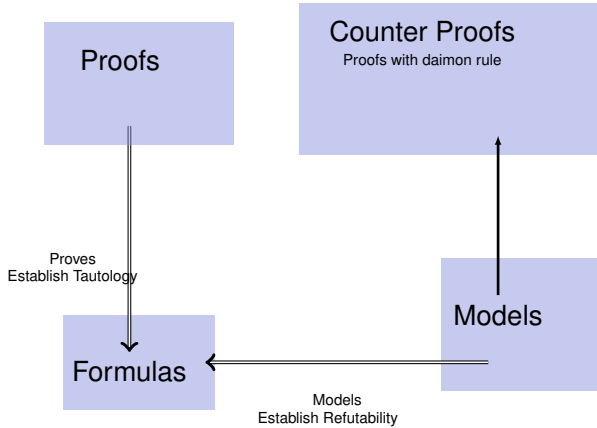 Proofs
Counter Proofs
Proofs with daimon rule
Proves
Establish Tautology
Models
Formulas
Models
Establish Refutability